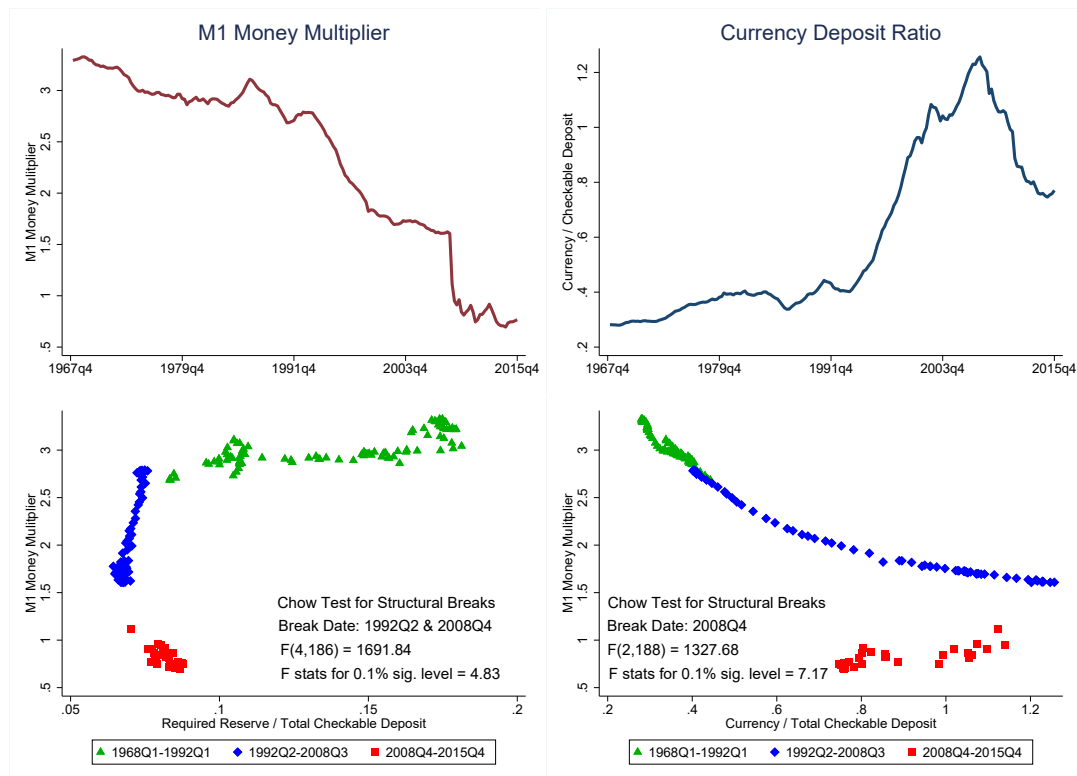 M1 Money Multiplier
M1 Money Mulitplier
3
2.5
2
1.5
1
.5
1967q4 1979q4 1991q4 2003q4 2015q4
Currency Deposit Ratio
Currency / Checkable Deposit
1.2
1
.8
.6
.4
.2
1967q4 1979q4 1991q4 2003q4 2015q4
M1 Money Mulitplier
3
2.5
2
1.5
1
.5
Chow Test for Structural Breaks
Break Date: 1992Q2 & 2008Q4
F(4,186) = 1691.84
F stats for 0.1% sig. level = 4.83
.05 .1 .15 .2
Required Reserve / Total Checkable Deposit
1968Q1-1992Q1 1992Q2-2008Q3 2008Q4-2015Q4
M1 Money Mulitplier
3
2.5
2
1.5
1
.5
Chow Test for Structural Breaks
Break Date: 2008Q4
F(2,188) = 1327.68
F stats for 0.1% sig. level = 7.17
.2 .4 .6 .8 1 1.2
Currency / Total Checkable Deposit
1968Q1-1992Q1 1992Q2-2008Q3 2008Q4-2015Q4